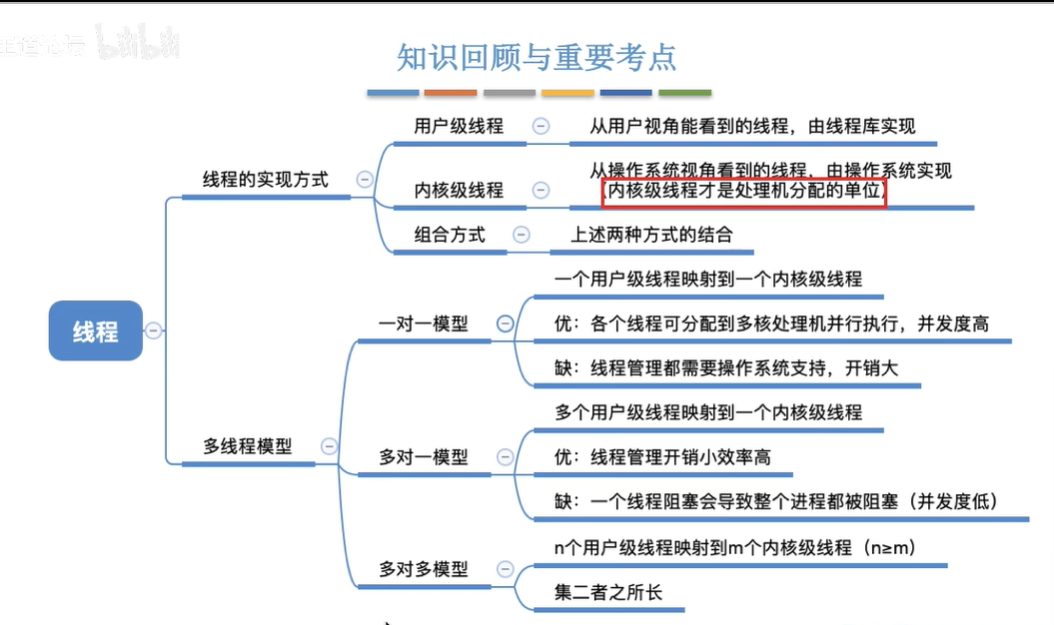 王道论坛 bilibili
知识回顾与重要考点
用户级线程
从用户视角能看到的线程，由线程库实现
线程的实现方式
内核级线程
从操作系统视角看到的线程，由操作系统实现
（内核级线程才是处理机分配的单位）
组合方式
上述两种方式的结合
线程
一对一模型
一个用户级线程映射到一个内核级线程
优：各个线程可分配到多核处理机并行执行，并发度高
缺：线程管理都需要操作系统支持，开销大
多线程模型
多对一模型
多个用户级线程映射到一个内核级线程
优：线程管理开销小效率高
缺：一个线程阻塞会导致整个进程都被阻塞（并发度低）
多对多模型
n个用户级线程映射到m个内核级线程（n≥m）
集二者之所长